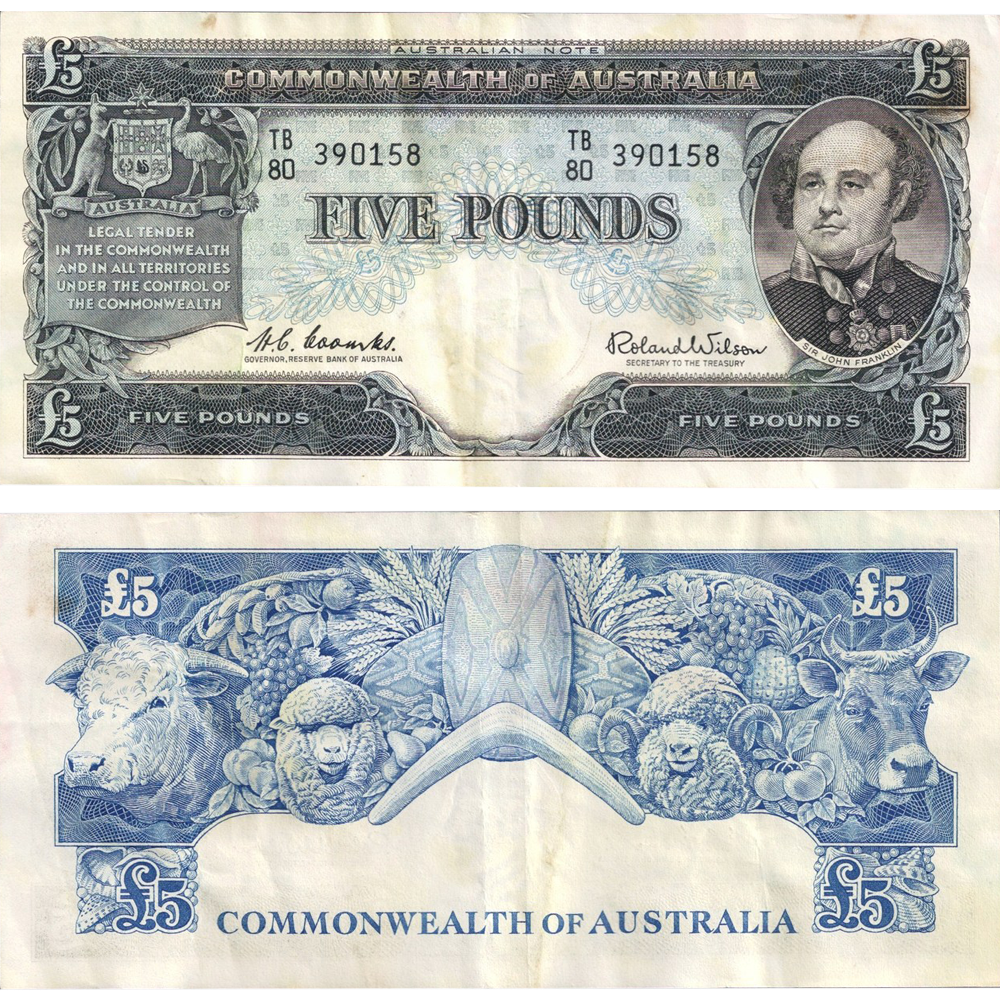 AUSTRALIAN NOTE
£5 COMMONWEALTH OF AUSTRALIA £5
TB 80 390158 TB 80 390158
FIVE POUNDS
AUSTRALIA
LEGAL TENDER
IN THE COMMONWEALTH
AND IN ALL TERRITORIES
UNDER THE CONTROL OF
THE COMMONWEALTH
£5 £5
H.C. Coombs.
GOVERNOR, RESERVE BANK OF AUSTRALIA
Roland Wilson
SECRETARY TO THE TREASURY
SIR JOHN FRANKLIN
£5 FIVE POUNDS FIVE POUNDS £5
£5 £5
£5 COMMONWEALTH OF AUSTRALIA £5